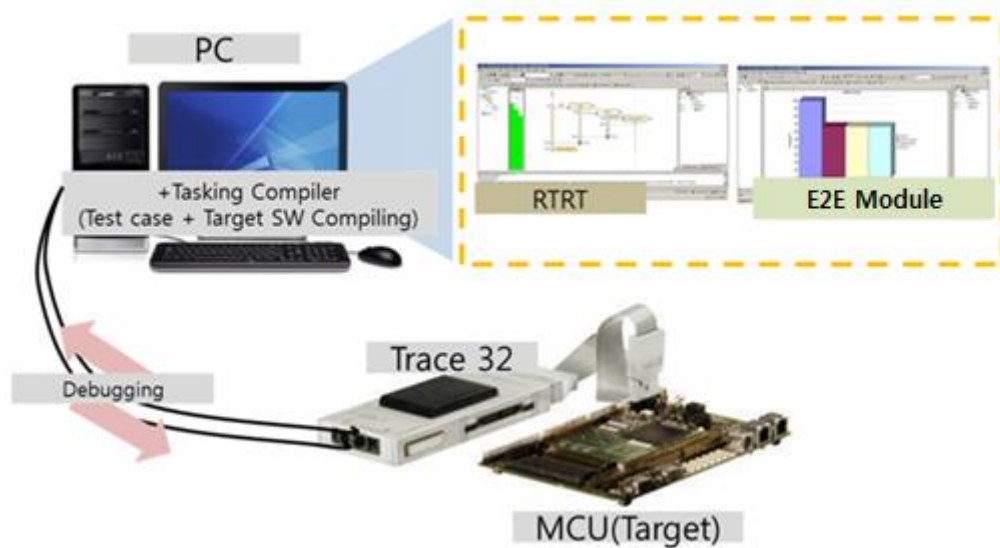 PC
+Tasking Compiler
(Test case + Target SW Compiling)
RTRT
E2E Module
Trace 32
Debugging
MCU(Target)